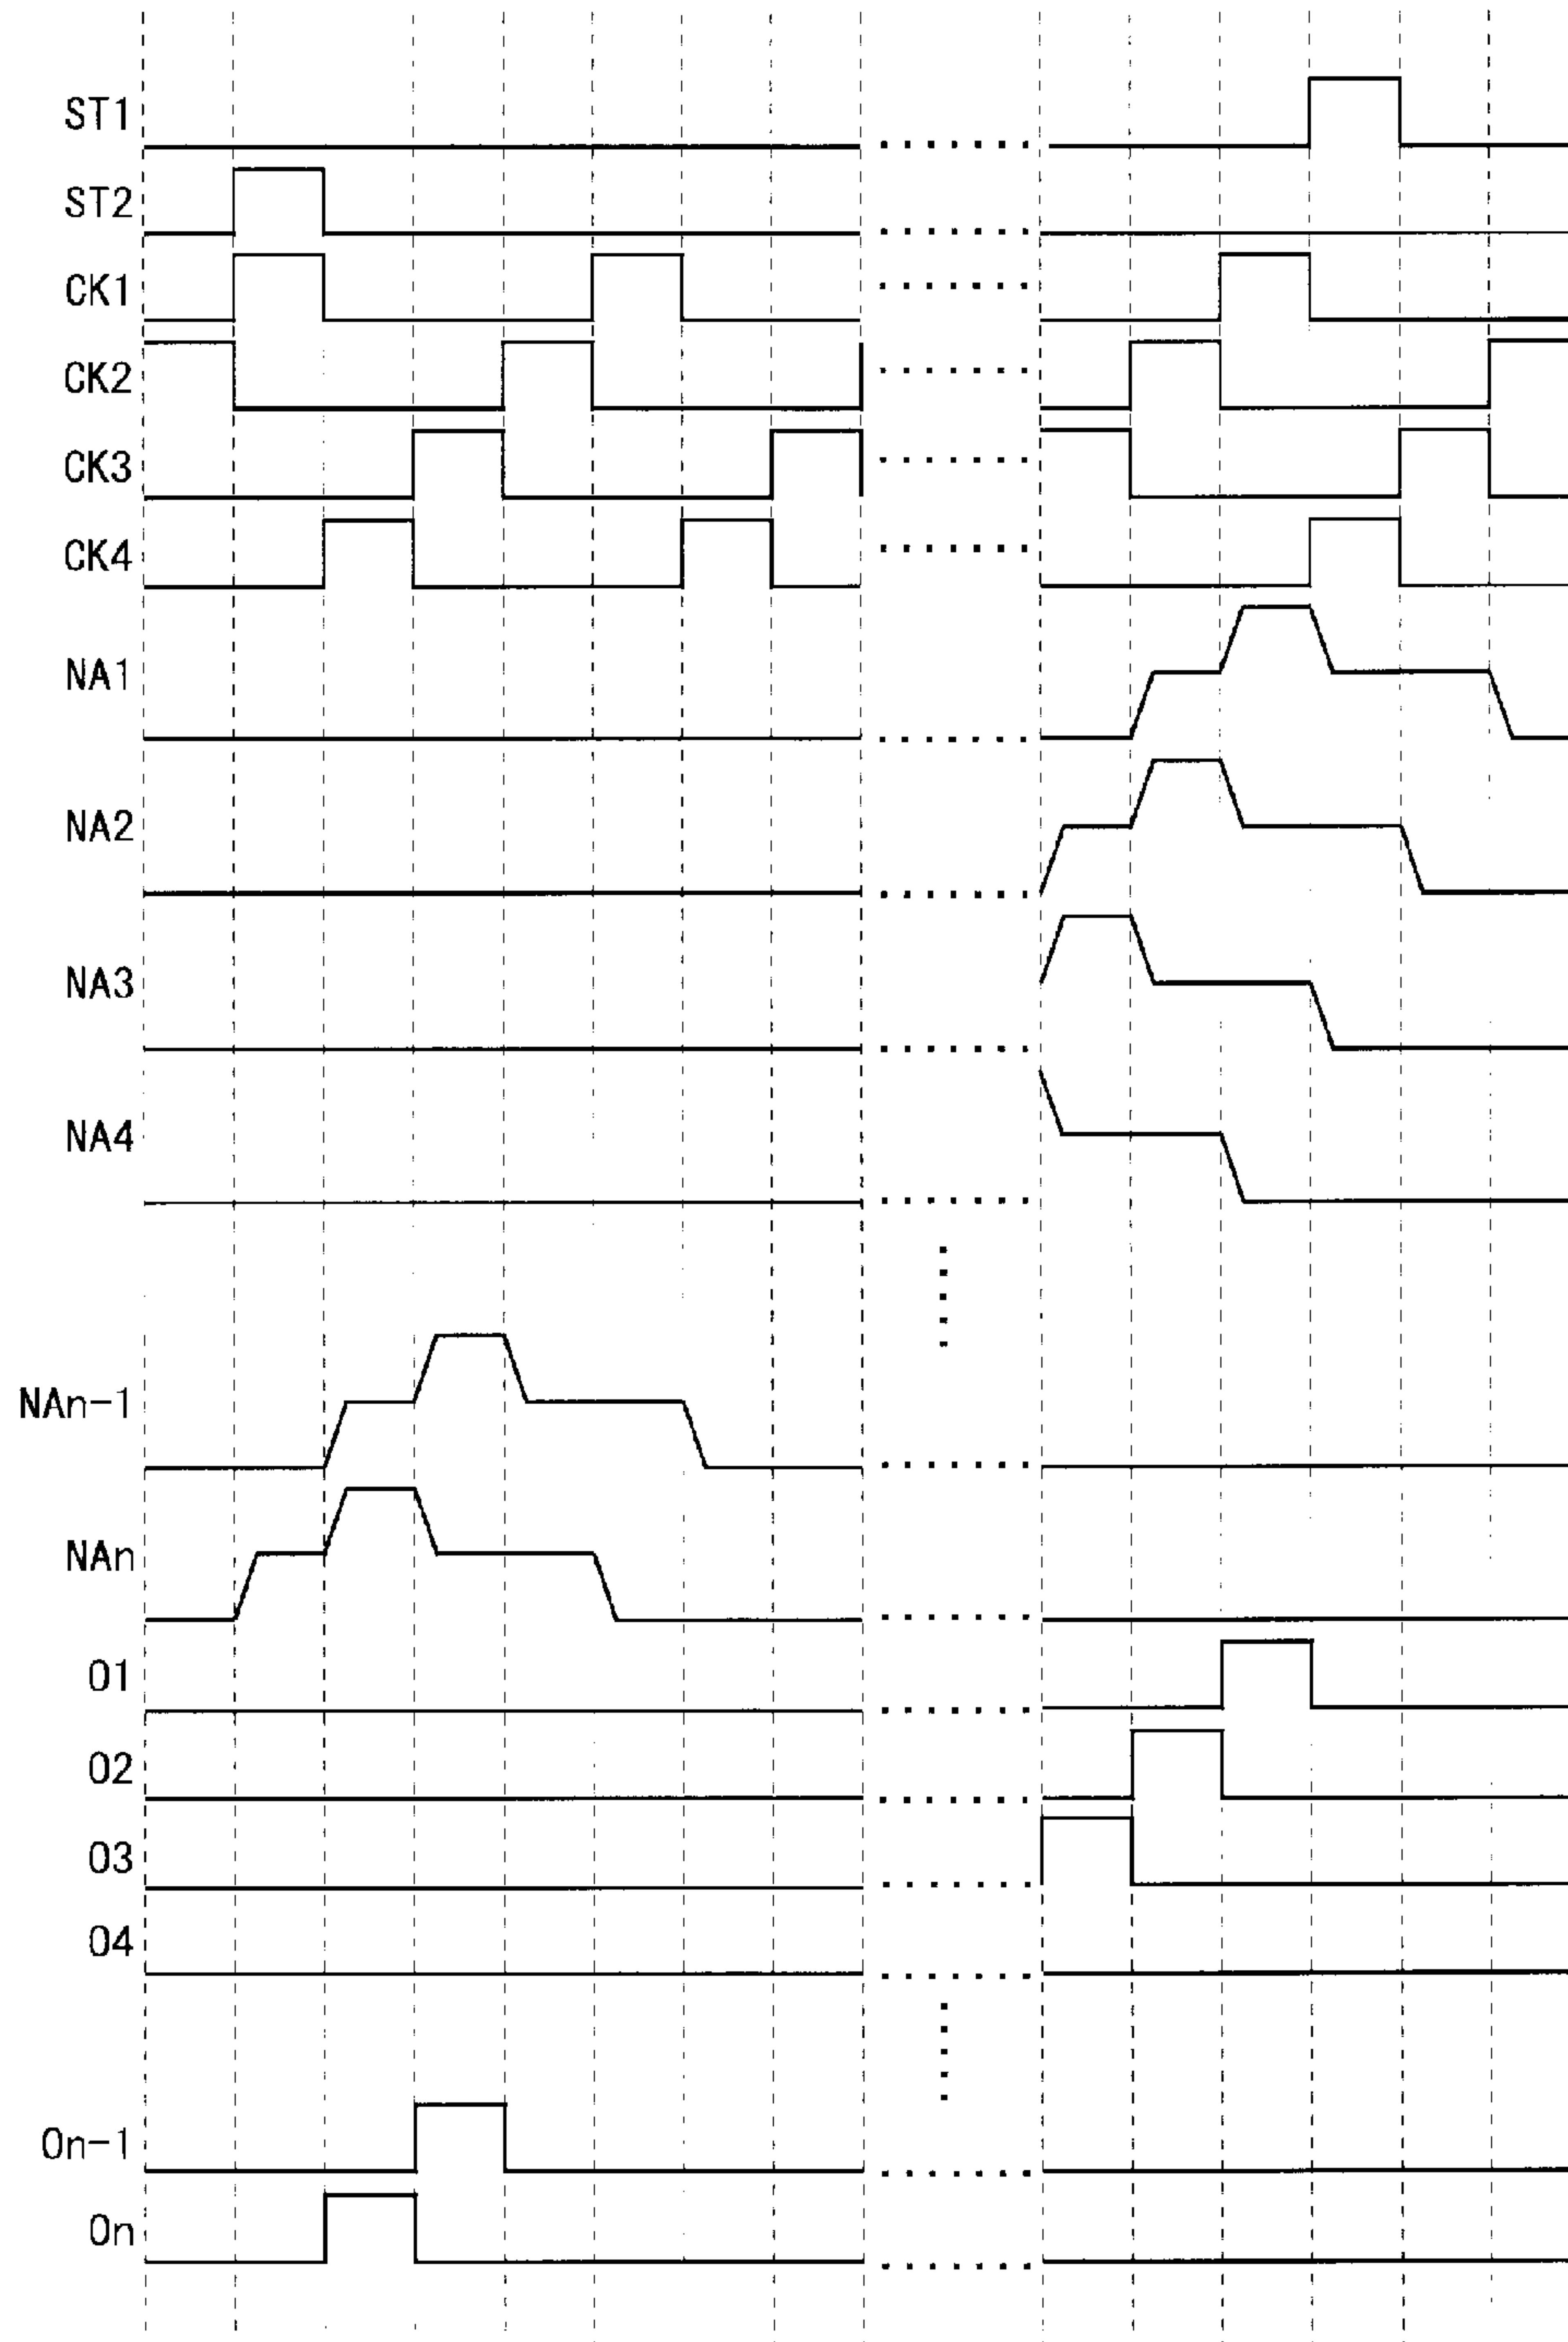 ST1
ST2
CK1
CK2
CK3
CK4
NA1
NA2
NA3
NA4
NAn-1
NAn
O1
O2
O3
O4
On-1
On